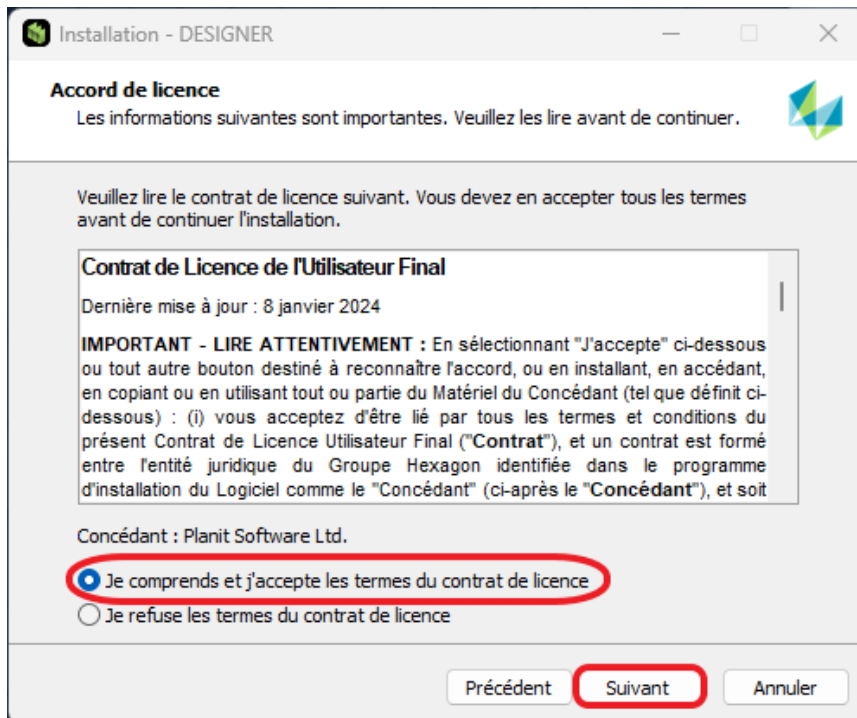 Installation - DESIGNER
Accord de licence
Les informations suivantes sont importantes. Veuillez les lire avant de continuer.
Veuillez lire le contrat de licence suivant. Vous devez en accepter tous les termes
avant de continuer l'installation.
Contrat de Licence de l'Utilisateur Final
Dernière mise à jour : 8 janvier 2024
IMPORTANT - LIRE ATTENTIVEMENT : En sélectionnant "J'accepte" ci-dessous
ou tout autre bouton destiné à reconnaître l'accord, ou en installant, en accédant,
en copiant ou en utilisant tout ou partie du Matériel du Concédant (tel que définit ci-
dessous) : (i) vous acceptez d'être lié par tous les termes et conditions du
présent Contrat de Licence Utilisateur Final ("Contrat"), et un contrat est formé
entre l'entité juridique du Groupe Hexagon identifiée dans le programme
d'installation du Logiciel comme le "Concédant" (ci-après le "Concédant"), et soit
Concédant : Planit Software Ltd.
Je comprends et j'accepte les termes du contrat de licence
Je refuse les termes du contrat de licence
Précédent Suivant Annuler